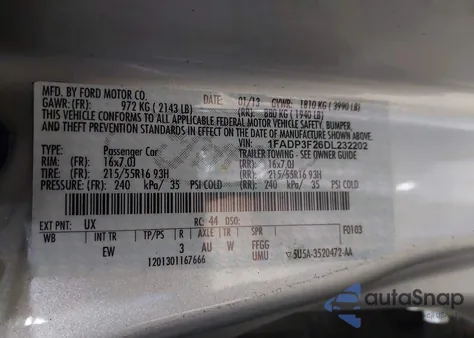 MFD. BY FORD MOTOR CO.
DATE: 01/13 GVWR: 1810 KG ( 3990 LB)
GAWR: (FR): 972 KG ( 2143 LB) (RR): 880 KG ( 1940 LB)
THIS VEHICLE CONFORMS TO ALL APPLICABLE FEDERAL MOTOR VEHICLE SAFETY, BUMPER,
AND THEFT PREVENTION STANDARDS IN EFFECT ON THE DATE OF MANUFACTURE SHOWN ABOVE.
VIN: 1FADP3F26DL232202
TYPE: Passenger Car TRAILER TOWING - SEE OWNER GUIDE
RIM: (FR) 16x7.0J (RR): 16x7.0J
TIRE: (FR) 215/55R16 93H (RR): 215/55R16 93H
PRESSURE: (FR): 240 kPa/ 35 PSI COLD (RR): 240 kPa/ 35 PSI COLD
EXT PNT: UX RC: 44 DSO: F0103
WB INT TR TP/PS R AXLE TR SPR
EW 3 AU W FFGG
UMU
1201301167666 5U5A-3520472-AA
autoSnap